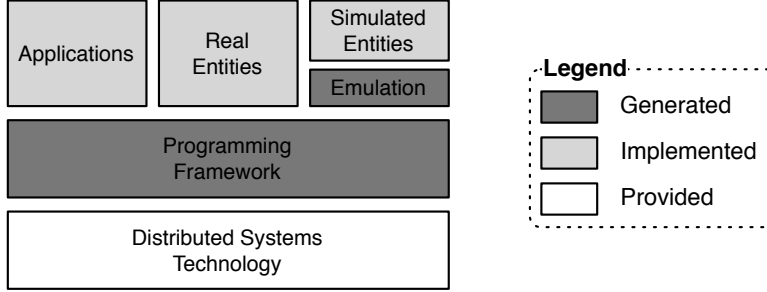 Applications
Real
Entities
Simulated
Entities
Emulation
Programming
Framework
Distributed Systems
Technology
Legend
Generated
Implemented
Provided